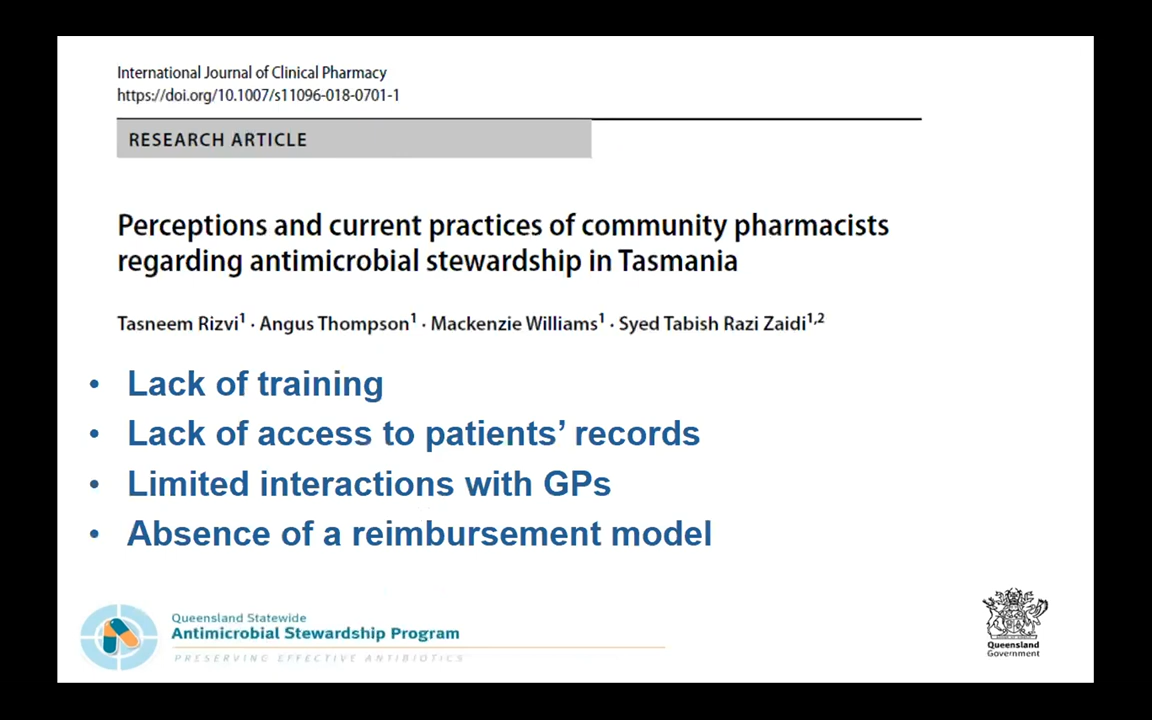 International Journal of Clinical Pharmacy
https://doi.org/10.1007/s11096-018-0701-1
RESEARCH ARTICLE
Perceptions and current practices of community pharmacists
regarding antimicrobial stewardship in Tasmania
Tasneem Rizvi1 · Angus Thompson1 · Mackenzie Williams1 · Syed Tabish Razi Zaidi1,2
• Lack of training
• Lack of access to patients’ records
• Limited interactions with GPs
• Absence of a reimbursement model
Queensland Statewide
Antimicrobial Stewardship Program
PRESERVING EFFECTIVE ANTIBIOTICS
Queensland
Government